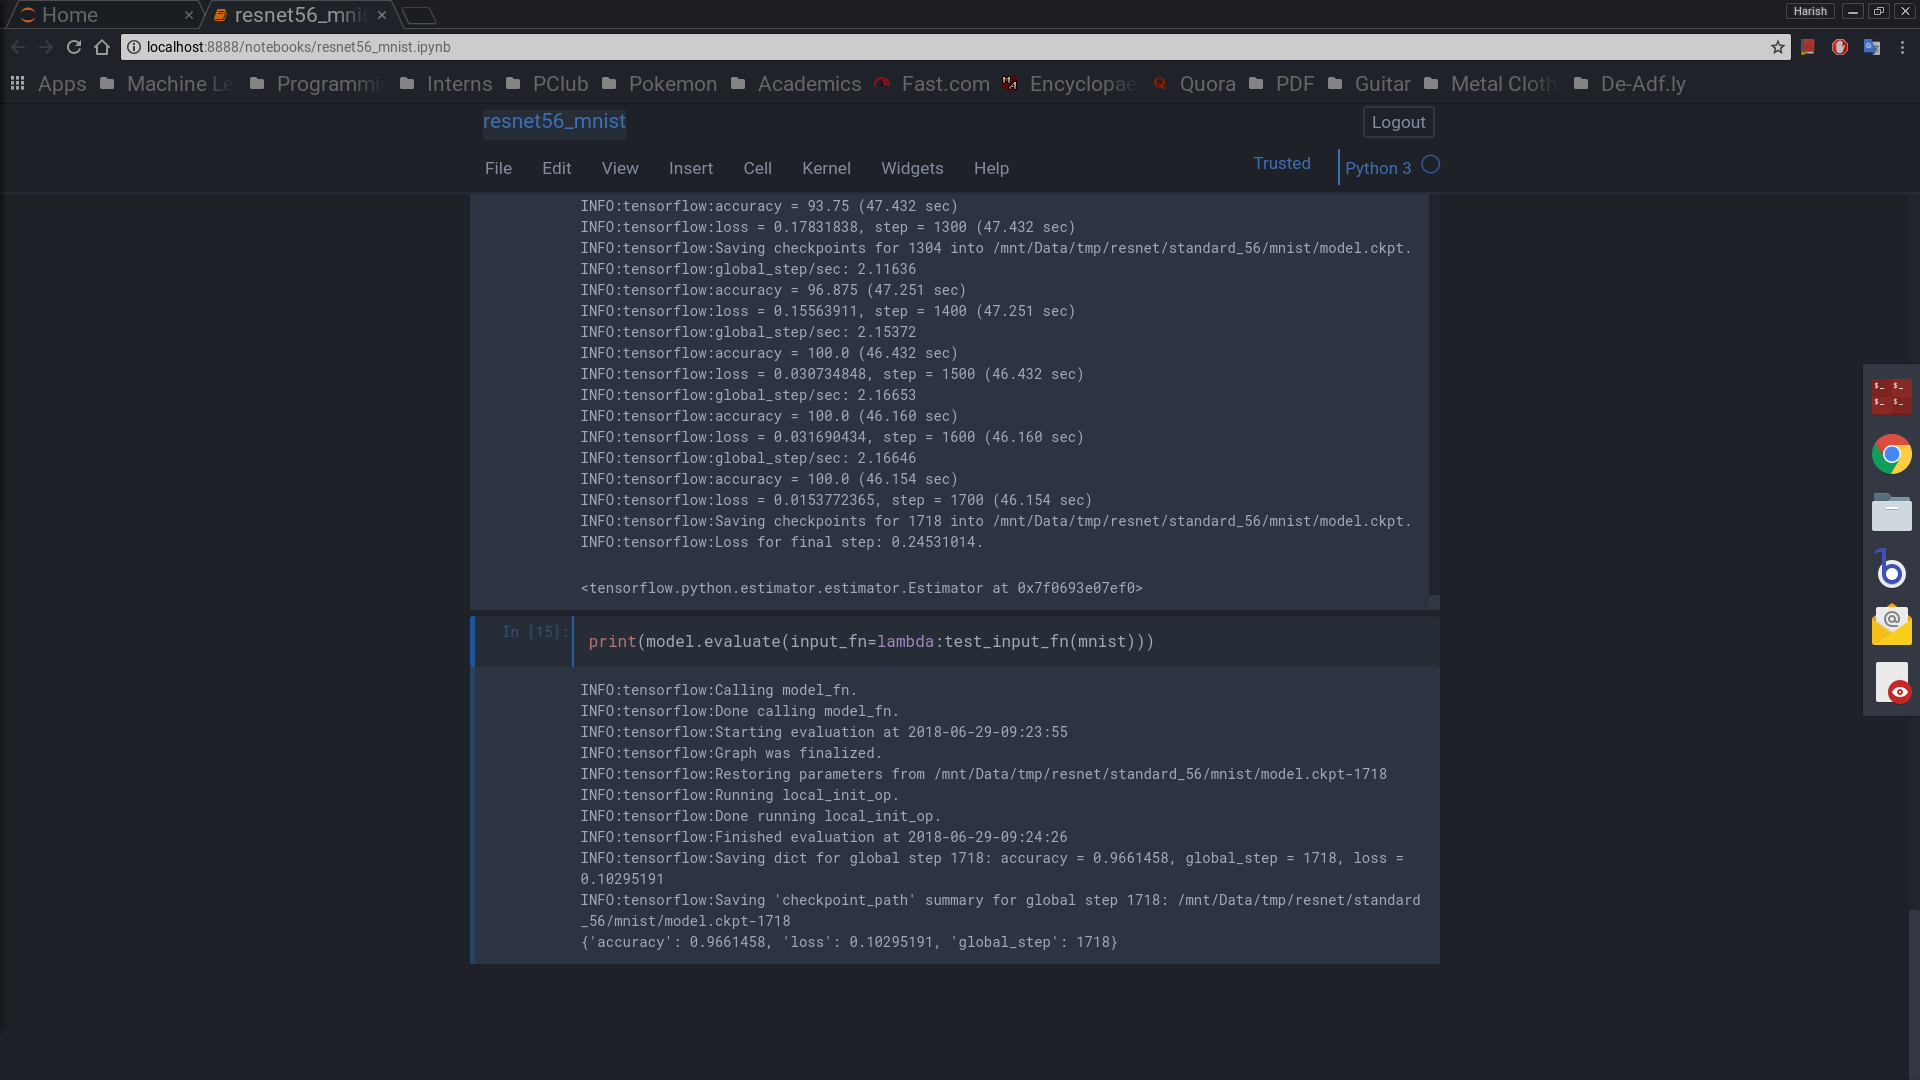 Home
resnet56_mni
Harish
localhost:8888/notebooks/resnet56_mnist.ipynb
Apps Machine Le Programmi Interns PClub Pokemon Academics Fast.com Encyclopae Quora PDF Guitar Metal Cloth De-Adf.ly
resnet56_mnist
Logout
File Edit View Insert Cell Kernel Widgets Help Trusted Python 3
INFO:tensorflow:accuracy = 93.75 (47.432 sec)
INFO:tensorflow:loss = 0.17831838, step = 1300 (47.432 sec)
INFO:tensorflow:Saving checkpoints for 1304 into /mnt/Data/tmp/resnet/standard_56/mnist/model.ckpt.
INFO:tensorflow:global_step/sec: 2.11636
INFO:tensorflow:accuracy = 96.875 (47.251 sec)
INFO:tensorflow:loss = 0.15563911, step = 1400 (47.251 sec)
INFO:tensorflow:global_step/sec: 2.15372
INFO:tensorflow:accuracy = 100.0 (46.432 sec)
INFO:tensorflow:loss = 0.030734848, step = 1500 (46.432 sec)
INFO:tensorflow:global_step/sec: 2.16653
INFO:tensorflow:accuracy = 100.0 (46.160 sec)
INFO:tensorflow:loss = 0.031690434, step = 1600 (46.160 sec)
INFO:tensorflow:global_step/sec: 2.16646
INFO:tensorflow:accuracy = 100.0 (46.154 sec)
INFO:tensorflow:loss = 0.0153772365, step = 1700 (46.154 sec)
INFO:tensorflow:Saving checkpoints for 1718 into /mnt/Data/tmp/resnet/standard_56/mnist/model.ckpt.
INFO:tensorflow:Loss for final step: 0.24531014.
<tensorflow.python.estimator.estimator.Estimator at 0x7f0693e07ef0>
In [15]: print(model.evaluate(input_fn=lambda:test_input_fn(mnist)))
INFO:tensorflow:Calling model_fn.
INFO:tensorflow:Done calling model_fn.
INFO:tensorflow:Starting evaluation at 2018-06-29-09:23:55
INFO:tensorflow:Graph was finalized.
INFO:tensorflow:Restoring parameters from /mnt/Data/tmp/resnet/standard_56/mnist/model.ckpt-1718
INFO:tensorflow:Running local_init_op.
INFO:tensorflow:Done running local_init_op.
INFO:tensorflow:Finished evaluation at 2018-06-29-09:24:26
INFO:tensorflow:Saving dict for global step 1718: accuracy = 0.9661458, global_step = 1718, loss =
0.10295191
INFO:tensorflow:Saving 'checkpoint_path' summary for global step 1718: /mnt/Data/tmp/resnet/standard
_56/mnist/model.ckpt-1718
{'accuracy': 0.9661458, 'loss': 0.10295191, 'global_step': 1718}